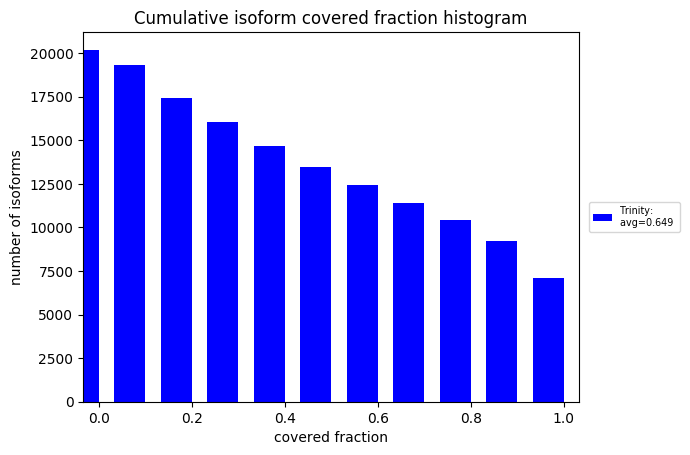 Cumulative isoform covered fraction histogram
number of isoforms
20000
17500
15000
12500
10000
7500
5000
2500
0
0.0 0.2 0.4 0.6 0.8 1.0
covered fraction
Trinity:
avg=0.649